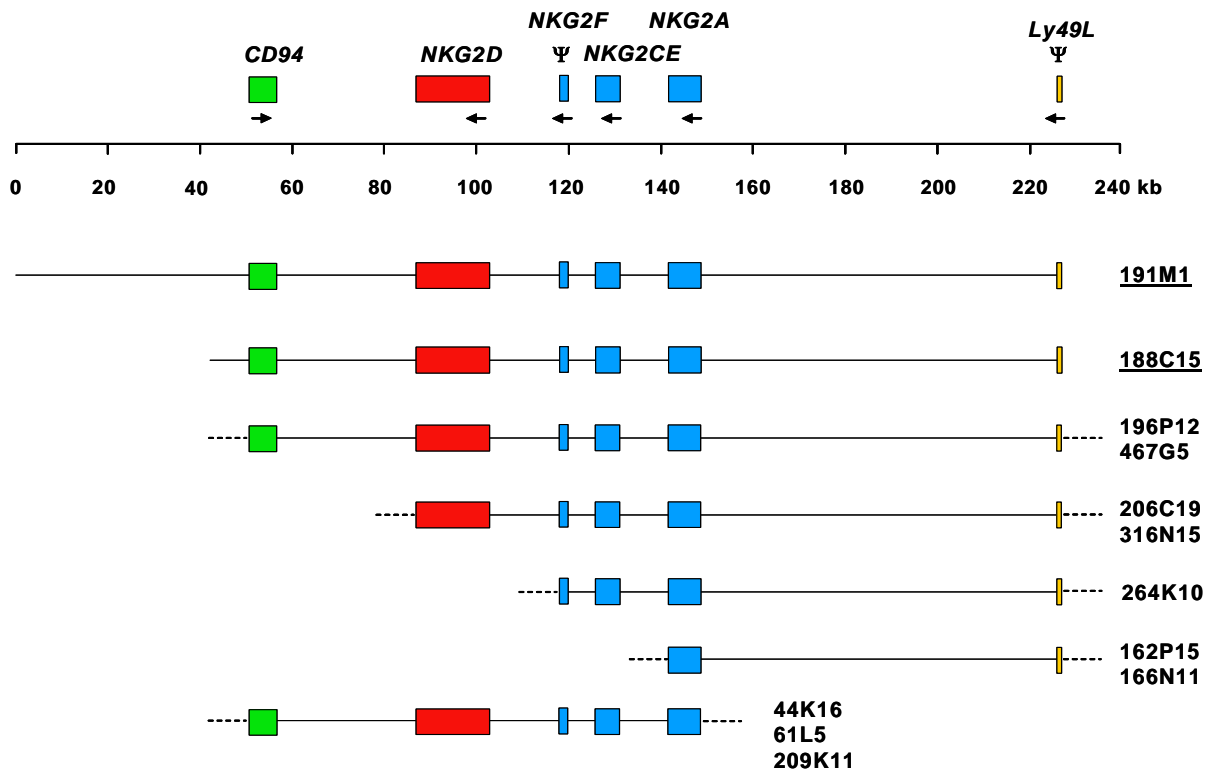 NKG2F NKG2A
CD94 NKG2D Ψ NKG2CE Ly49L
Ψ
0 20 40 60 80 100 120 140 160 180 200 220 240 kb
191M1
188C15
196P12
467G5
206C19
316N15
264K10
162P15
166N11
44K16
61L5
209K11